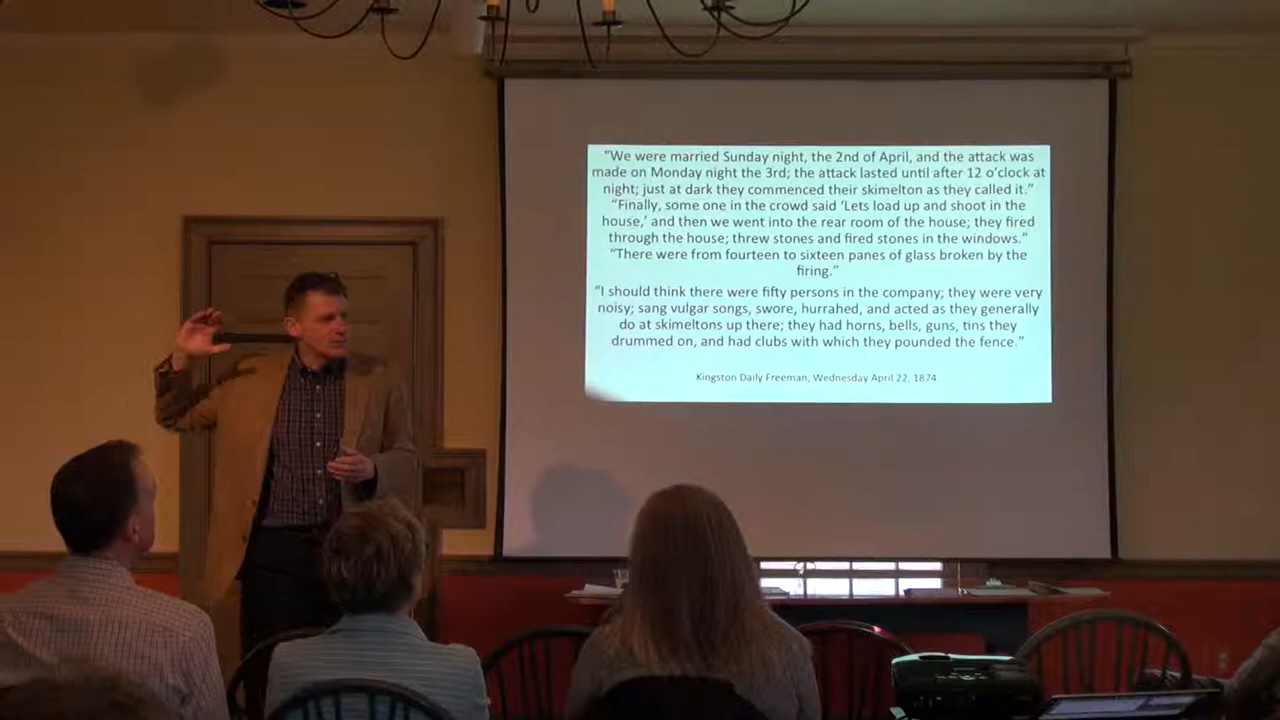 “We were married Sunday night, the 2nd of April, and the attack was
made on Monday night the 3rd; the attack lasted until after 12 o’clock at
night; just at dark they commenced their skimelton as they called it.”
“Finally, some one in the crowd said ‘Lets load up and shoot in the
house,’ and then we went into the rear room of the house; they fired
through the house; threw stones and fired stones in the windows.”
“There were from fourteen to sixteen panes of glass broken by the
firing.”
“I should think there were fifty persons in the company; they were very
noisy; sang vulgar songs, swore, hurrahed, and acted as they generally
do at skimeltons up there; they had horns, bells, guns, tins they
drummed on, and had clubs with which they pounded the fence.”
Kingston Daily Freeman, Wednesday April 22, 1874.